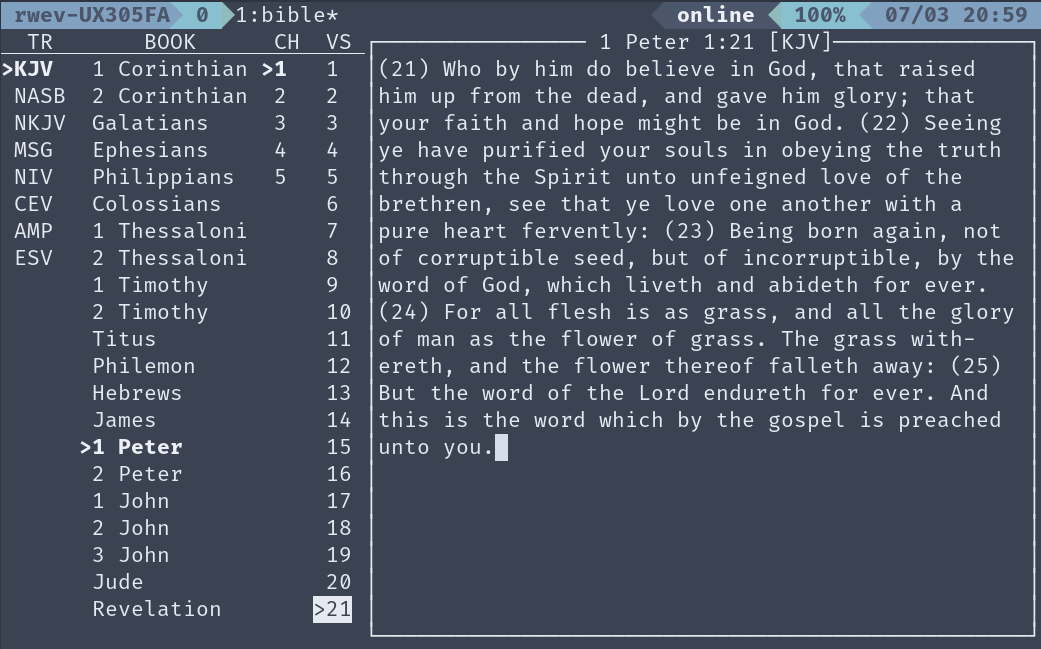 rwev-UX305FA 0 1:bible* online 100% 07/03 20:59
TR BOOK CH VS
>KJV 1 Corinthian >1 1
NASB 2 Corinthian 2 2
NKJV Galatians 3 3
MSG Ephesians 4 4
NIV Philippians 5 5
CEV Colossians 6
AMP 1 Thessaloni 7
ESV 2 Thessaloni 8
1 Timothy 9
2 Timothy 10
Titus 11
Philemon 12
Hebrews 13
James 14
>1 Peter 15
2 Peter 16
1 John 17
2 John 18
3 John 19
Jude 20
Revelation >21
1 Peter 1:21 [KJV]
(21) Who by him do believe in God, that raised
him up from the dead, and gave him glory; that
your faith and hope might be in God. (22) Seeing
ye have purified your souls in obeying the truth
through the Spirit unto unfeigned love of the
brethren, see that ye love one another with a
pure heart fervently: (23) Being born again, not
of corruptible seed, but of incorruptible, by the
word of God, which liveth and abideth for ever.
(24) For all flesh is as grass, and all the glory
of man as the flower of grass. The grass with-
ereth, and the flower thereof falleth away: (25)
But the word of the Lord endureth for ever. And
this is the word which by the gospel is preached
unto you.